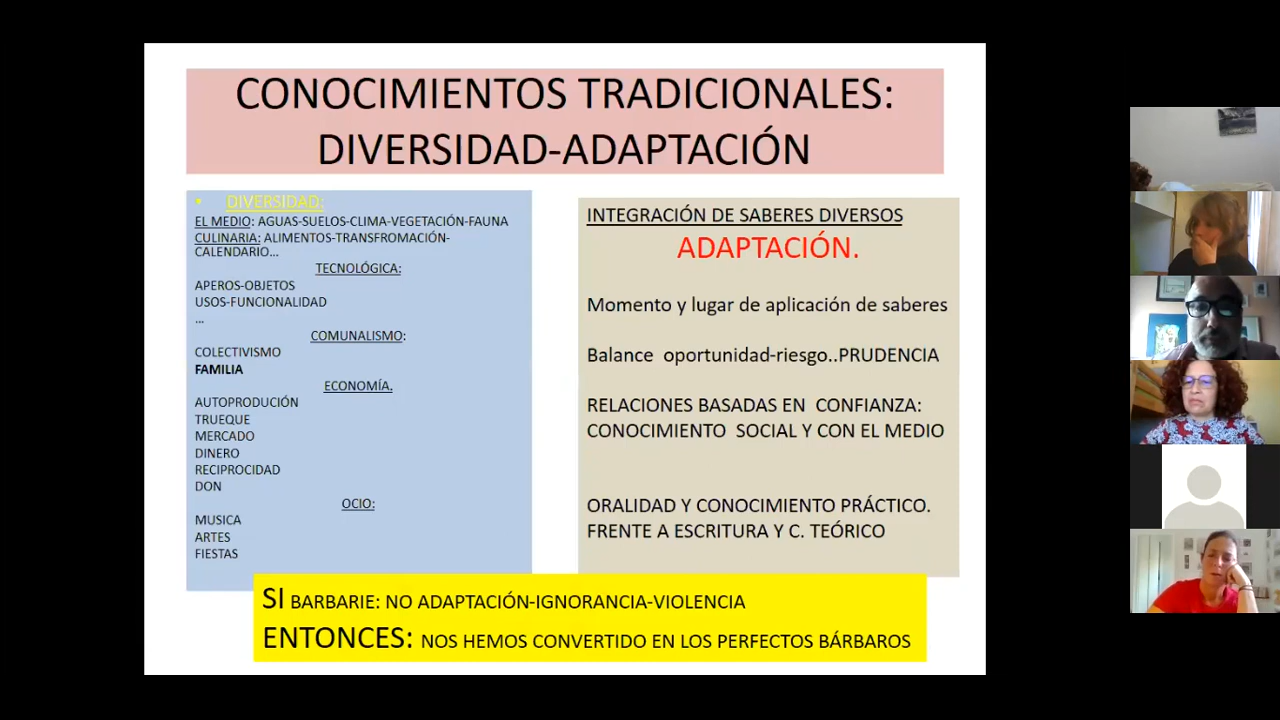 CONOCIMIENTOS TRADICIONALES:
DIVERSIDAD-ADAPTACIÓN
• DIVERSIDAD:
EL MEDIO: AGUAS-SUELOS-CLIMA-VEGETACIÓN-FAUNA
CULINARIA: ALIMENTOS-TRANSFROMACIÓN-
CALENDARIO...
TECNOLÓGICA:
APEROS-OBJETOS
USOS-FUNCIONALIDAD
...
COMUNALISMO:
COLECTIVISMO
FAMILIA
ECONOMÍA.
AUTOPRODUCIÓN
TRUEQUE
MERCADO
DINERO
RECIPROCIDAD
DON
OCIO:
MUSICA
ARTES
FIESTAS
INTEGRACIÓN DE SABERES DIVERSOS
ADAPTACIÓN.
Momento y lugar de aplicación de saberes
Balance oportunidad-riesgo..PRUDENCIA
RELACIONES BASADAS EN CONFIANZA:
CONOCIMIENTO SOCIAL Y CON EL MEDIO
ORALIDAD Y CONOCIMIENTO PRÁCTICO.
FRENTE A ESCRITURA Y C. TEÓRICO
SI BARBARIE: NO ADAPTACIÓN-IGNORANCIA-VIOLENCIA
ENTONCES: NOS HEMOS CONVERTIDO EN LOS PERFECTOS BÁRBAROS